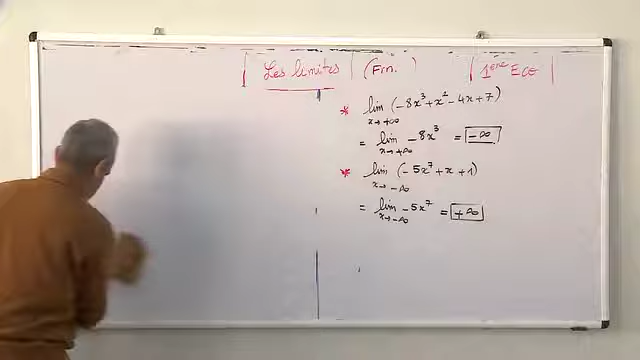 Les limites (Fin.) 1ère Eco
* lim (-8x³+x²-4x+7)
x→+∞
= lim -8x³ = -∞
x→+∞
* lim (-5x⁷+x+1)
x→-∞
= lim -5x⁷ = +∞
x→-∞